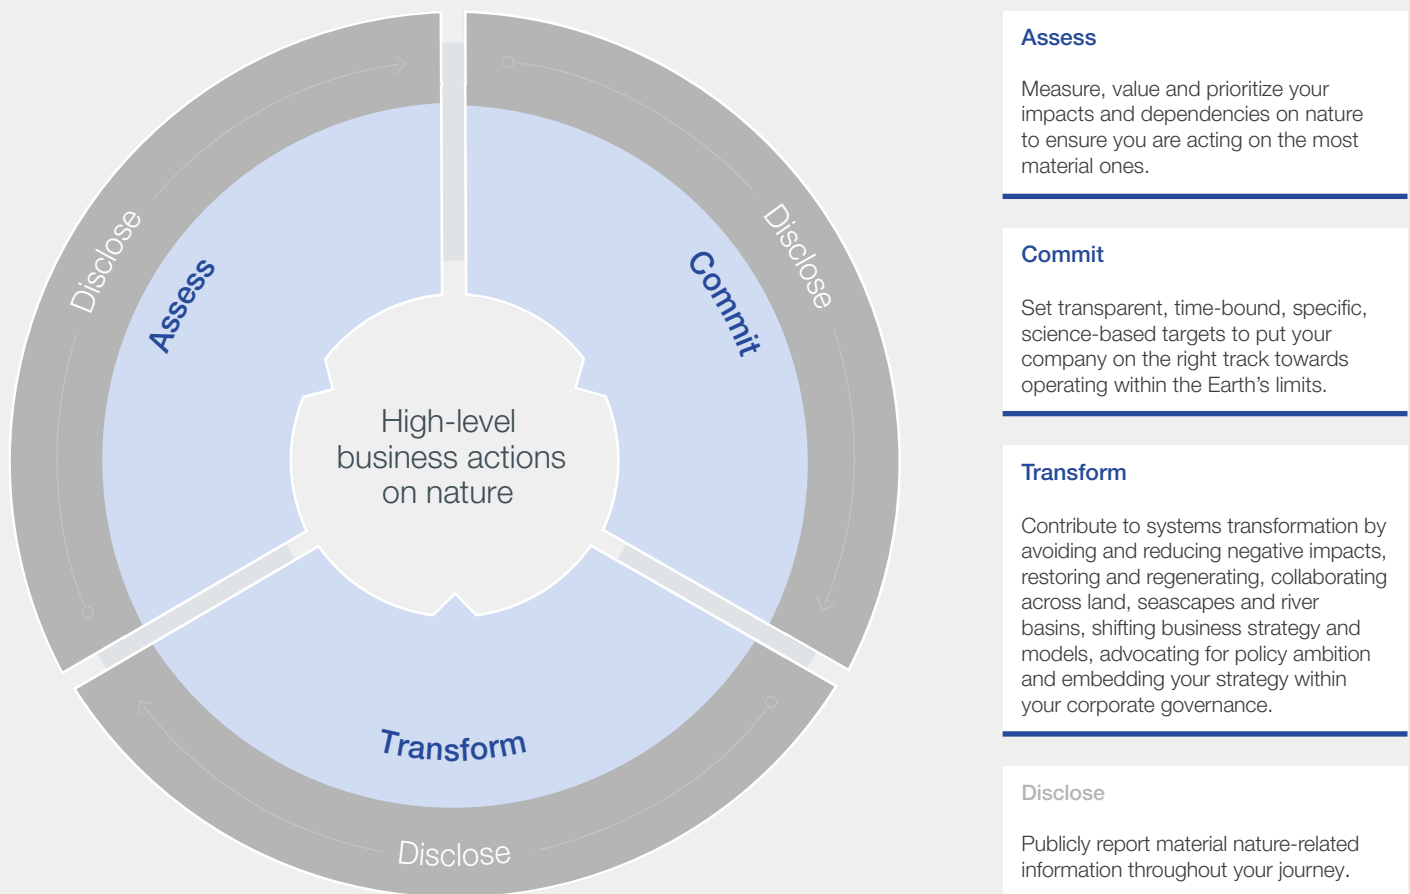 Disclose
Assess
Disclose
Commit
High-level
business actions
on nature
Transform
Disclose
Assess
Measure, value and prioritize your
impacts and dependencies on nature
to ensure you are acting on the most
material ones.
Commit
Set transparent, time-bound, specific,
science-based targets to put your
company on the right track towards
operating within the Earth’s limits.
Transform
Contribute to systems transformation by
avoiding and reducing negative impacts,
restoring and regenerating, collaborating
across land, seascapes and river
basins, shifting business strategy and
models, advocating for policy ambition
and embedding your strategy within
your corporate governance.
Disclose
Publicly report material nature-related
information throughout your journey.